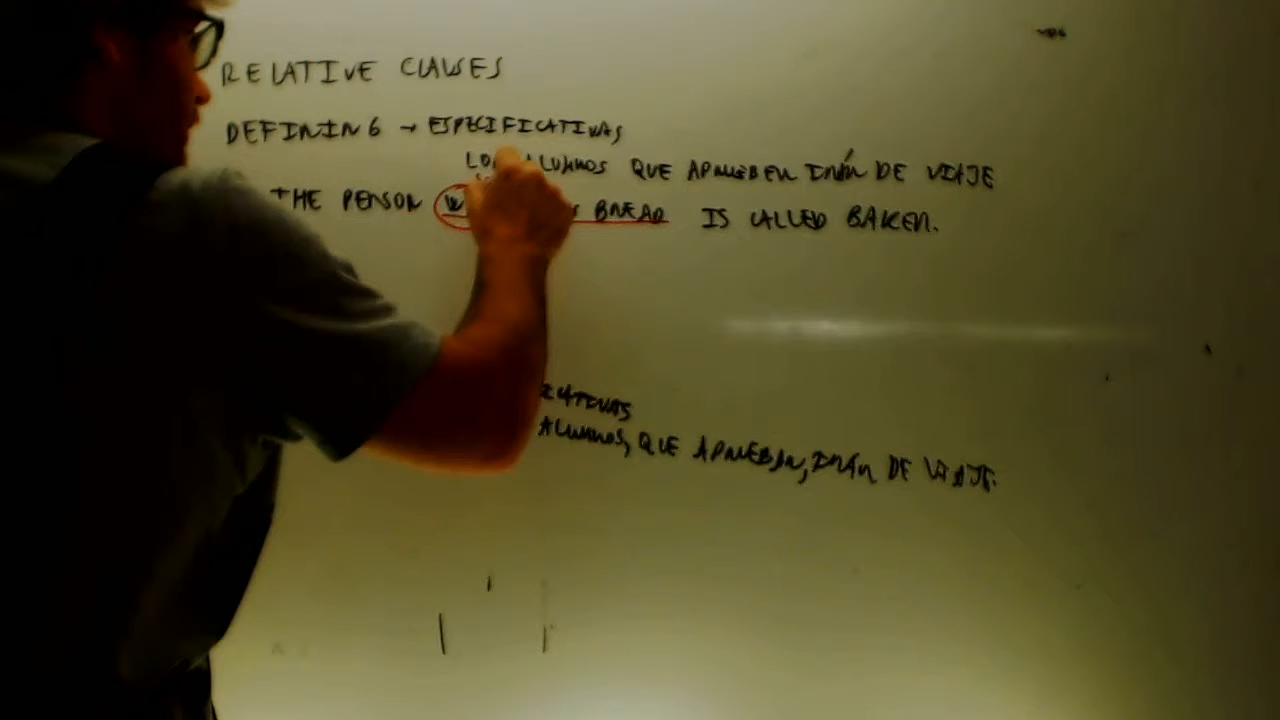 RELATIVE CLAUSES
DEFINING → ESPECIFICATIVAS
QUE APRUEBEN IRÁN DE VIAJE
THE PERSON BREAD IS CALLED BAKER.
ALUMNOS, QUE APRUEBAN, IRÁN DE VIAJE.